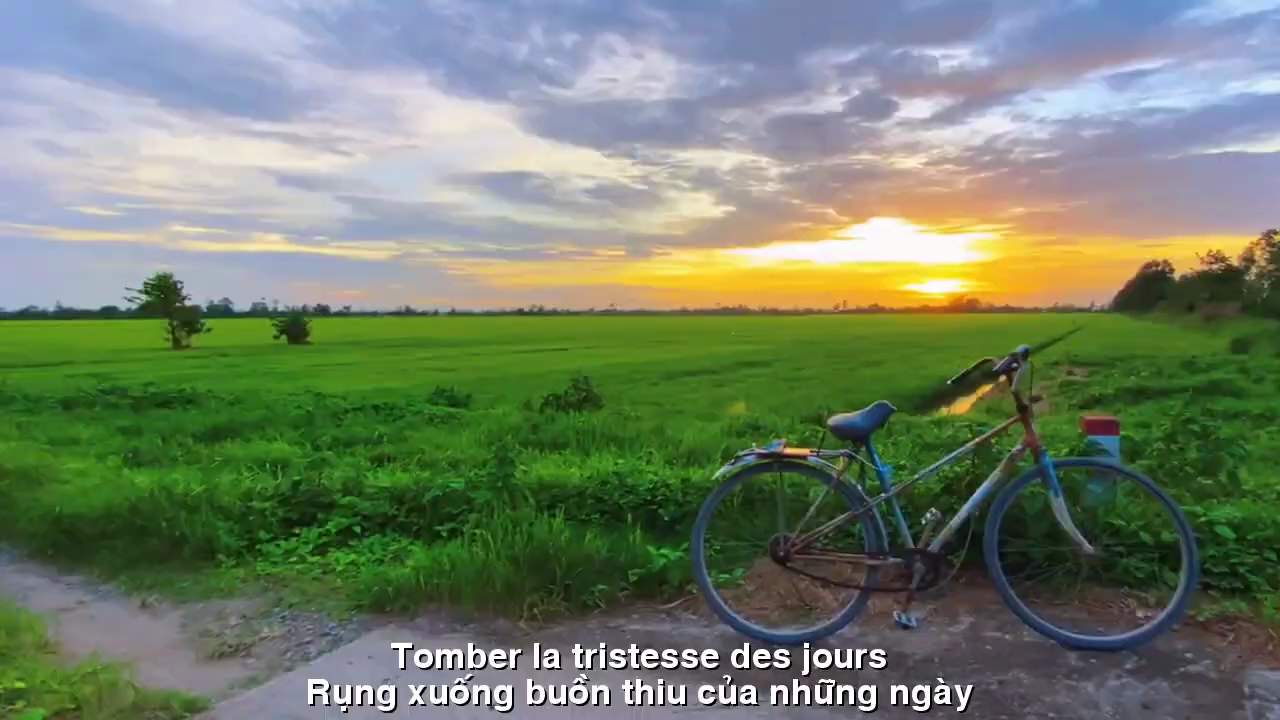 Tomber la tristesse des jours
Rụng xuống buồn thiu của những ngày